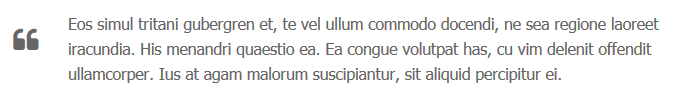 Eos simul tritani gubergren et, te vel ullum commodo docendi, ne sea regione laoreet
iracundia. His menandri quaestio ea. Ea congue volutpat has, cu vim delenit offendit
ullamcorper. Ius at agam malorum suscipiantur, sit aliquid percipitur ei.